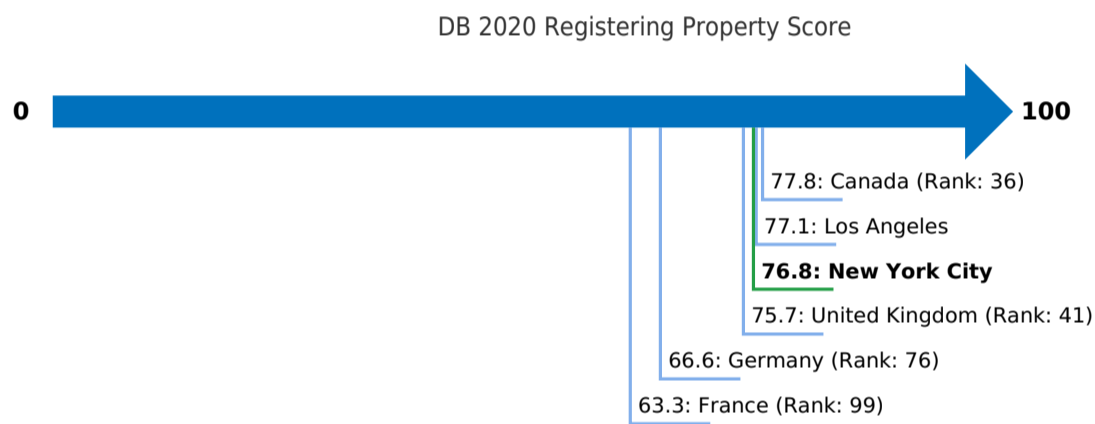 DB 2020 Registering Property Score
0
100
77.8: Canada (Rank: 36)
77.1: Los Angeles
76.8: New York City
75.7: United Kingdom (Rank: 41)
66.6: Germany (Rank: 76)
63.3: France (Rank: 99)